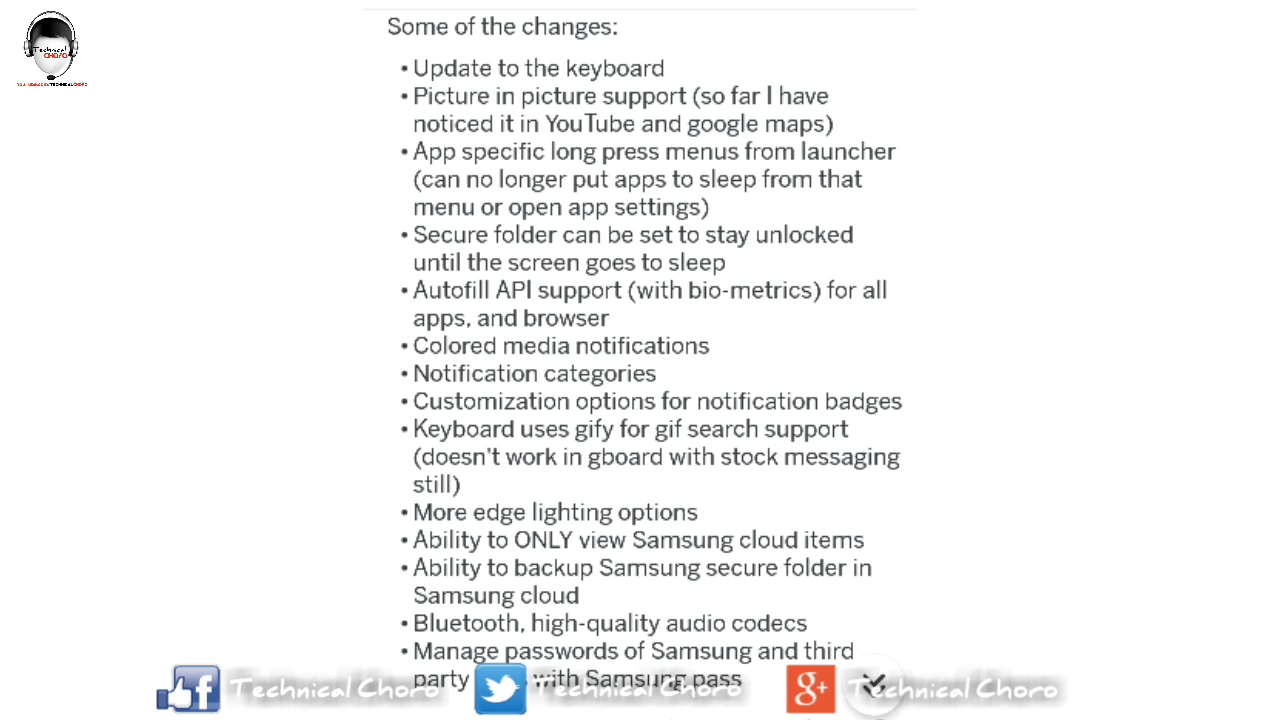 Some of the changes:
• Update to the keyboard
• Picture in picture support (so far I have
noticed it in YouTube and google maps)
• App specific long press menus from launcher
(can no longer put apps to sleep from that
menu or open app settings)
• Secure folder can be set to stay unlocked
until the screen goes to sleep
• Autofill API support (with bio-metrics) for all
apps, and browser
• Colored media notifications
• Notification categories
• Customization options for notification badges
• Keyboard uses gify for gif search support
(doesn't work in gboard with stock messaging
still)
• More edge lighting options
• Ability to ONLY view Samsung cloud items
• Ability to backup Samsung secure folder in
Samsung cloud
• Bluetooth, high-quality audio codecs
• Manage passwords of Samsung and third
party with Samsung pass
Technical
CHORO
f Technical Choro Technical Choro g+ Technical Choro